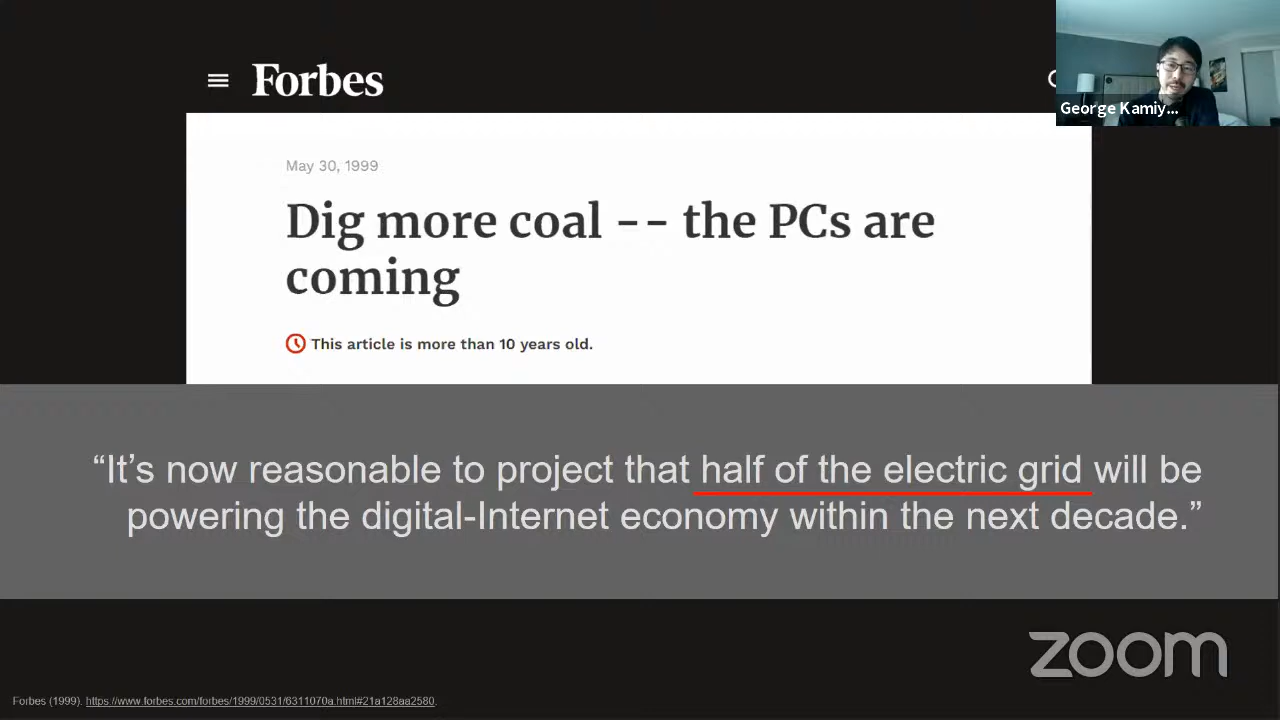 Forbes
George Kamiy...
May 30, 1999
Dig more coal -- the PCs are
coming
This article is more than 10 years old.
“It’s now reasonable to project that half of the electric grid will be
powering the digital-Internet economy within the next decade.”
zoom
Forbes (1999). https://www.forbes.com/forbes/1999/0531/6311070a.html#21a128aa2580.